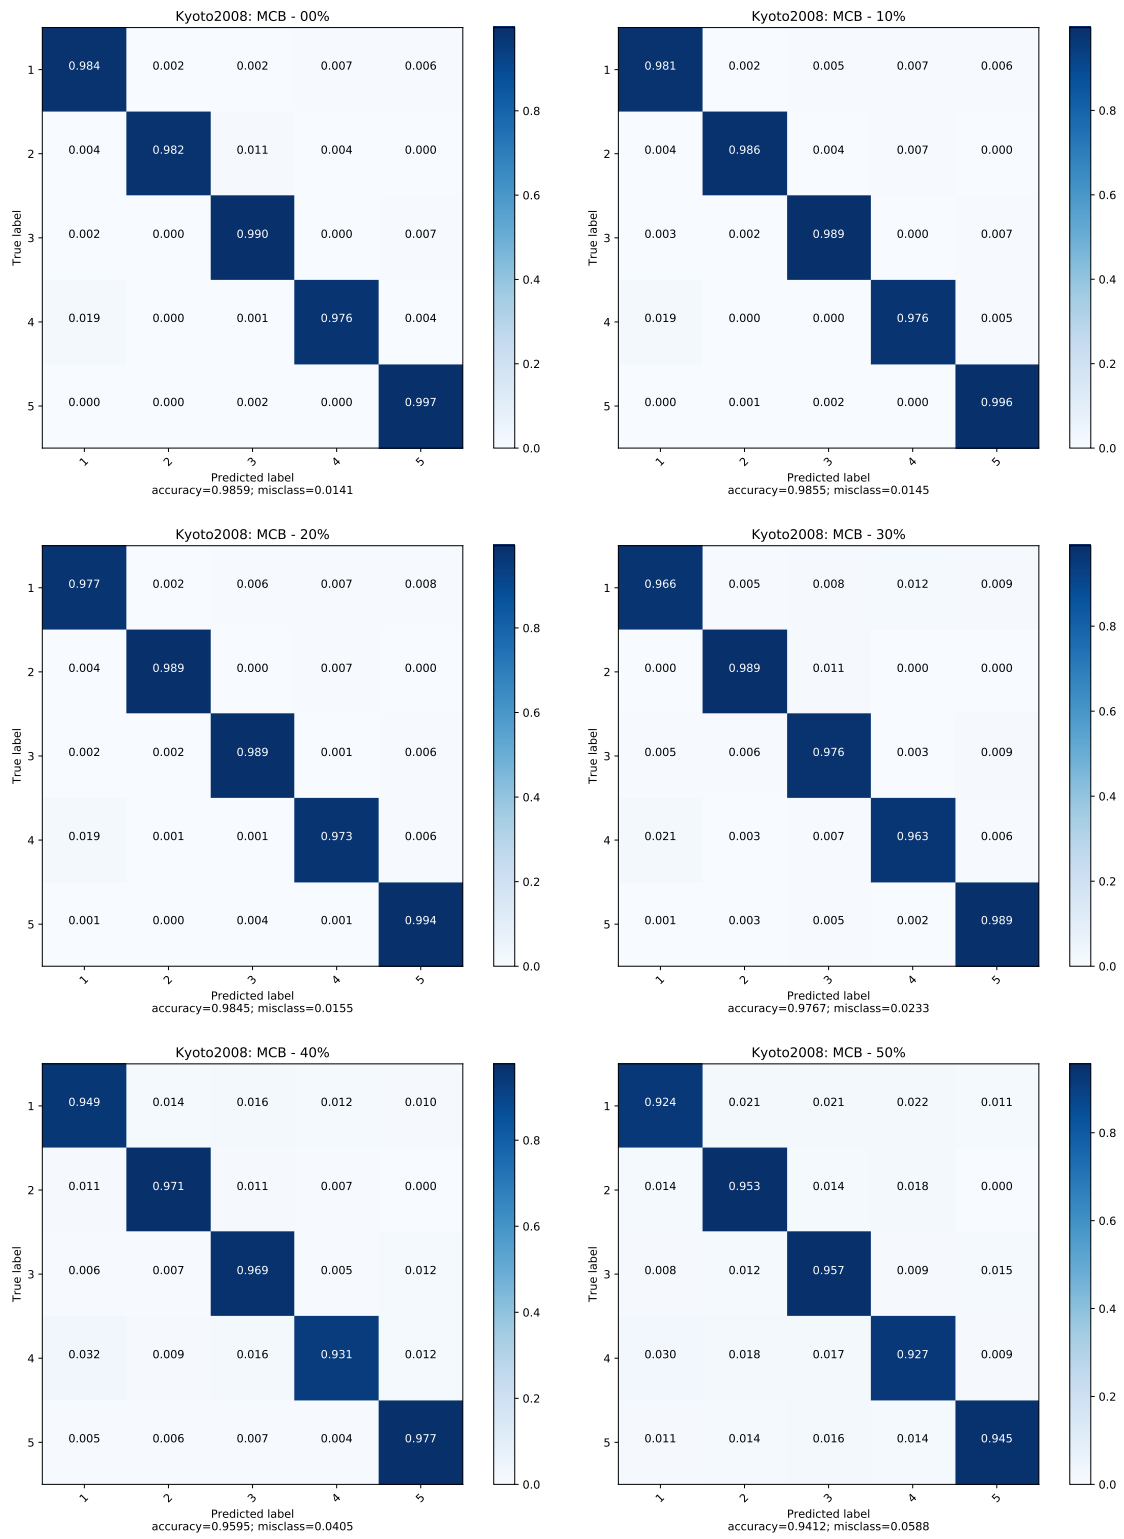 Kyoto2008: MCB - 00%
True label
1 0.984 0.002 0.002 0.007 0.006
2 0.004 0.982 0.011 0.004 0.000
3 0.002 0.000 0.990 0.000 0.007
4 0.019 0.000 0.001 0.976 0.004
5 0.000 0.000 0.002 0.000 0.997
1 2 3 4 5
Predicted label
accuracy=0.9859; misclass=0.0141
0.8
0.6
0.4
0.2
0.0
Kyoto2008: MCB - 10%
True label
1 0.981 0.002 0.005 0.007 0.006
2 0.004 0.986 0.004 0.007 0.000
3 0.003 0.002 0.989 0.000 0.007
4 0.019 0.000 0.000 0.976 0.005
5 0.000 0.001 0.002 0.000 0.996
1 2 3 4 5
Predicted label
accuracy=0.9855; misclass=0.0145
0.8
0.6
0.4
0.2
0.0
Kyoto2008: MCB - 20%
True label
1 0.977 0.002 0.006 0.007 0.008
2 0.004 0.989 0.000 0.007 0.000
3 0.002 0.002 0.989 0.001 0.006
4 0.019 0.001 0.001 0.973 0.006
5 0.001 0.000 0.004 0.001 0.994
1 2 3 4 5
Predicted label
accuracy=0.9845; misclass=0.0155
0.8
0.6
0.4
0.2
0.0
Kyoto2008: MCB - 30%
True label
1 0.966 0.005 0.008 0.012 0.009
2 0.000 0.989 0.011 0.000 0.000
3 0.005 0.006 0.976 0.003 0.009
4 0.021 0.003 0.007 0.963 0.006
5 0.001 0.003 0.005 0.002 0.989
1 2 3 4 5
Predicted label
accuracy=0.9767; misclass=0.0233
0.8
0.6
0.4
0.2
0.0
Kyoto2008: MCB - 40%
True label
1 0.949 0.014 0.016 0.012 0.010
2 0.011 0.971 0.011 0.007 0.000
3 0.006 0.007 0.969 0.005 0.012
4 0.032 0.009 0.016 0.931 0.012
5 0.005 0.006 0.007 0.004 0.977
1 2 3 4 5
Predicted label
accuracy=0.9595; misclass=0.0405
0.8
0.6
0.4
0.2
0.0
Kyoto2008: MCB - 50%
True label
1 0.924 0.021 0.021 0.022 0.011
2 0.014 0.953 0.014 0.018 0.000
3 0.008 0.012 0.957 0.009 0.015
4 0.030 0.018 0.017 0.927 0.009
5 0.011 0.014 0.016 0.014 0.945
1 2 3 4 5
Predicted label
accuracy=0.9412; misclass=0.0588
0.8
0.6
0.4
0.2
0.0